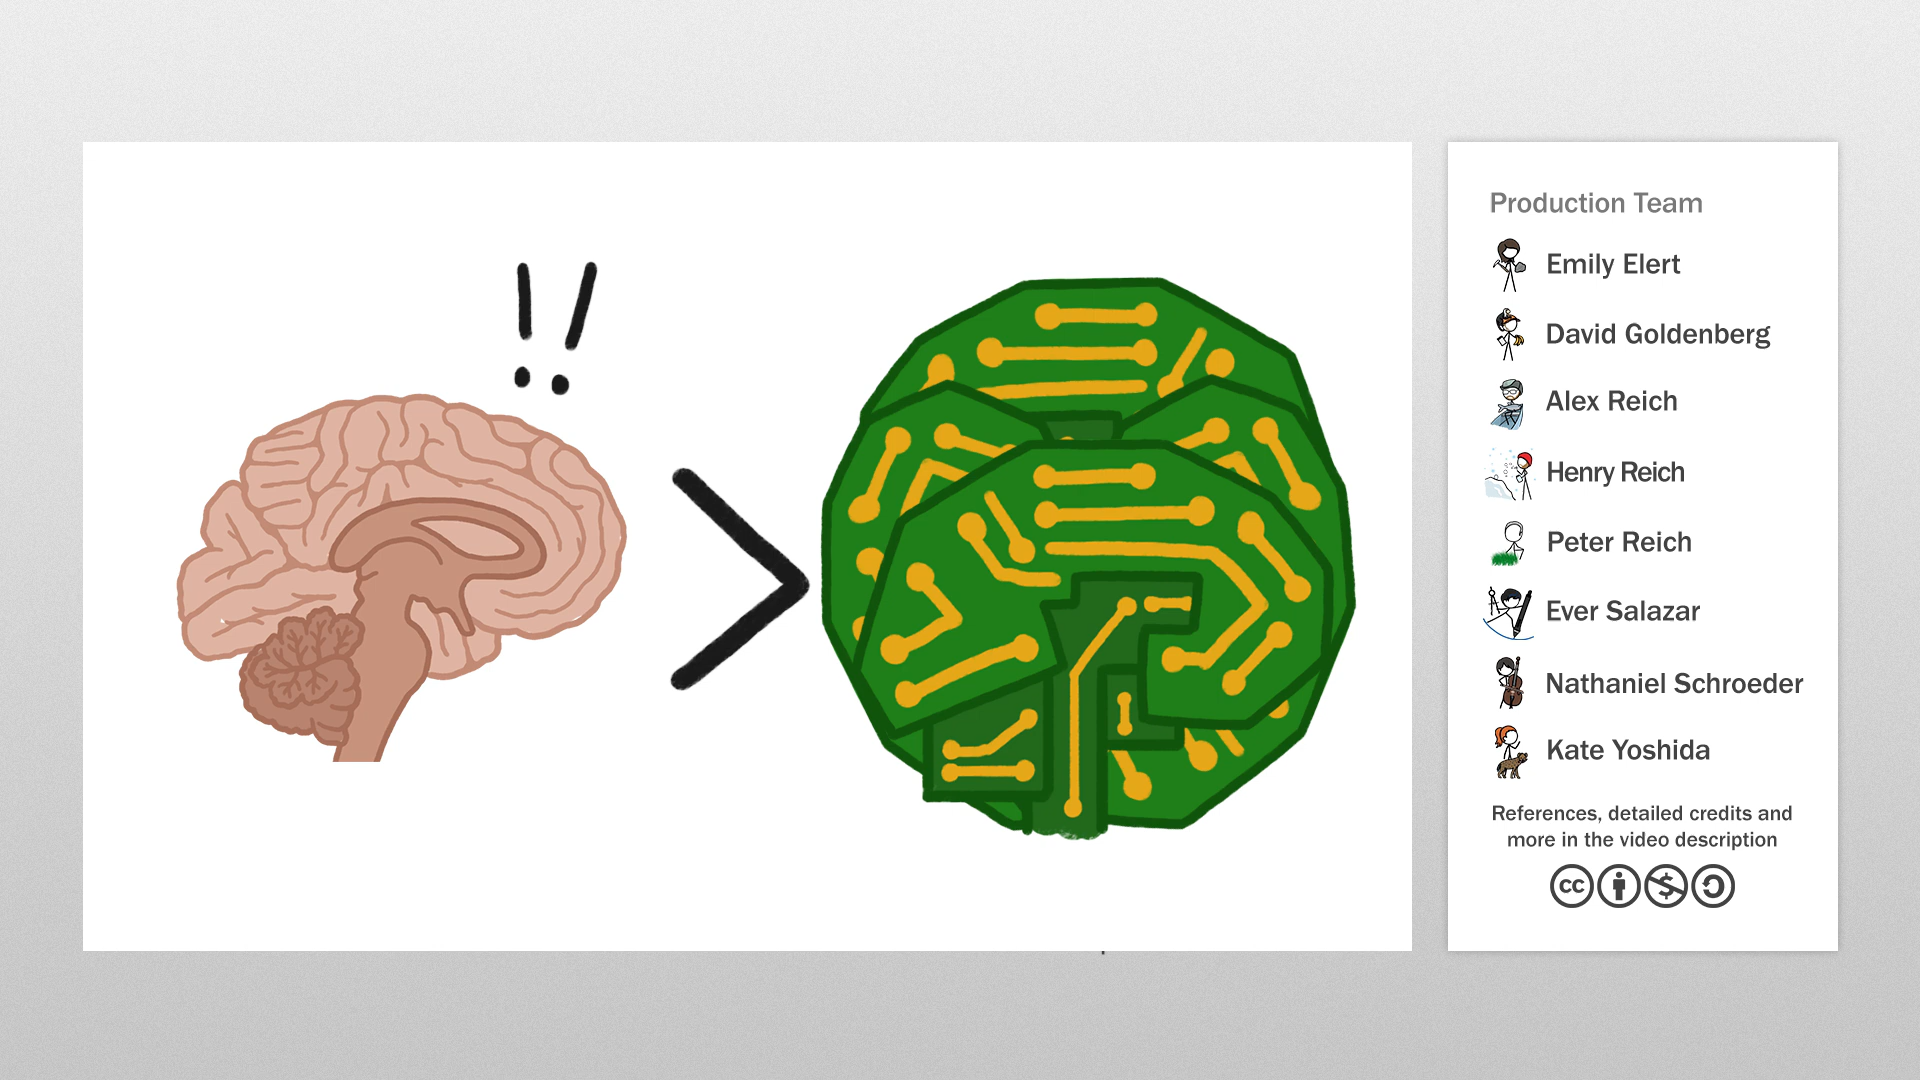 !!
>
Production Team
Emily Elert
David Goldenberg
Alex Reich
Henry Reich
Peter Reich
Ever Salazar
Nathaniel Schroeder
Kate Yoshida
References, detailed credits and
more in the video description
cc